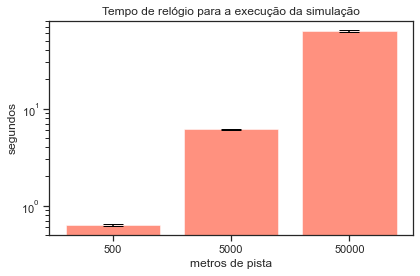 Tempo de relógio para a execução da simulação
segundos
10¹
10⁰
500 5000 50000
metros de pista